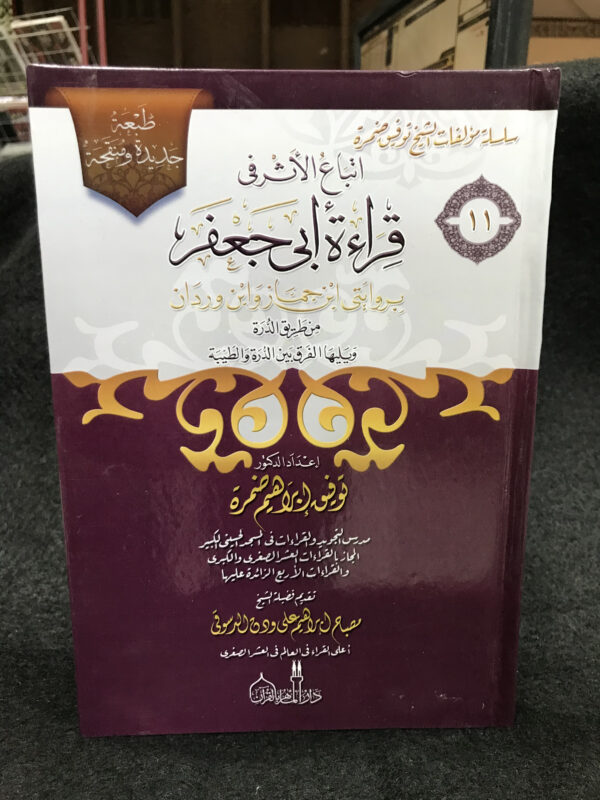 سلسلة مؤلفات الشيخ توفيق ضمرة
طبعة
جديدة ومنقحة
١١
اتباع الأثر في
قراءة أبي جعفر
بروايتي ابن جماز وابن وردان
من طريق الدرة
ويليها الفرق بين الدرة والطيبة
إعداد الدكتور
توفيق إبراهيم ضمرة
مدرس التجويد والقراءات في المسجد الحسيني الكبير
المجاز بالقراءات العشر الصغرى والكبرى
والقراءات الأربع الزائدة عليها
تقديم فضيلة الشيخ
مصباح إبراهيم علي ودن الدسوقي
أعلى القراء في العالم في العشر الصغرى